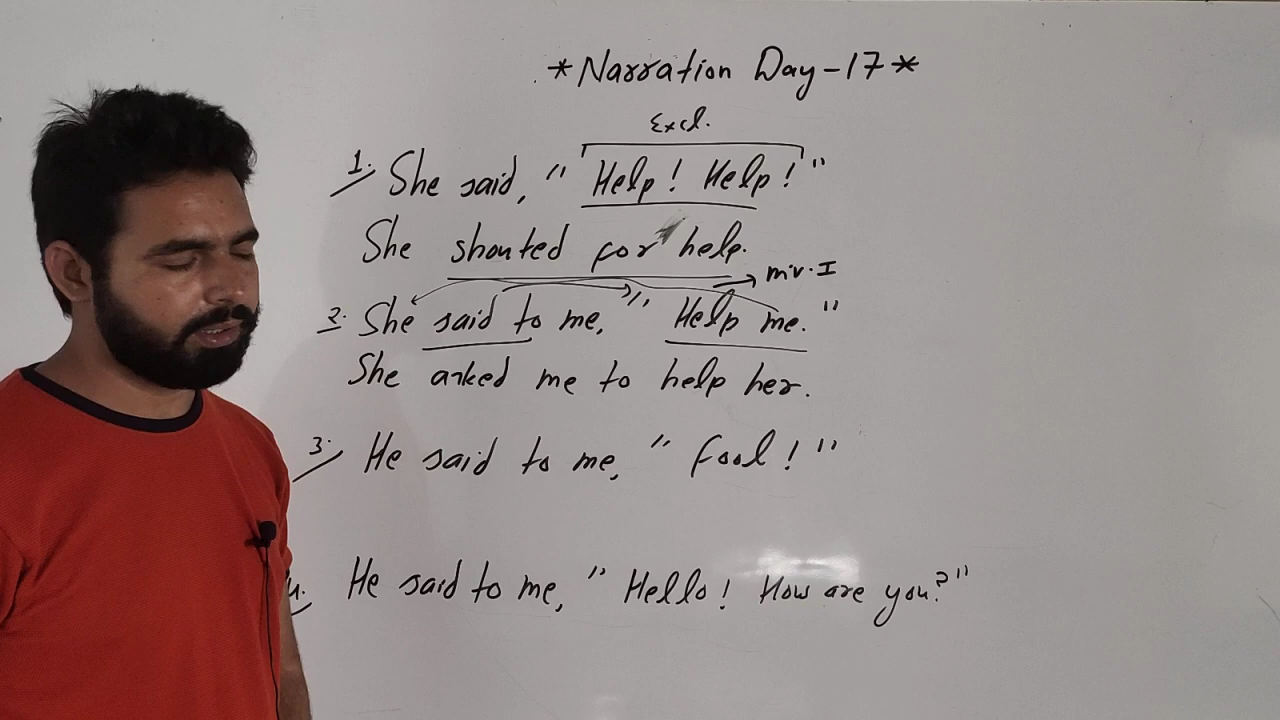 *Narration Day-17*
Excl.
1. She said, "Help! Help!"
She shouted for help.
m.v. I
2. She said to me, "Help me."
She asked me to help her.
3. He said to me, "Fool!"
4. He said to me, "Hello! How are you?"